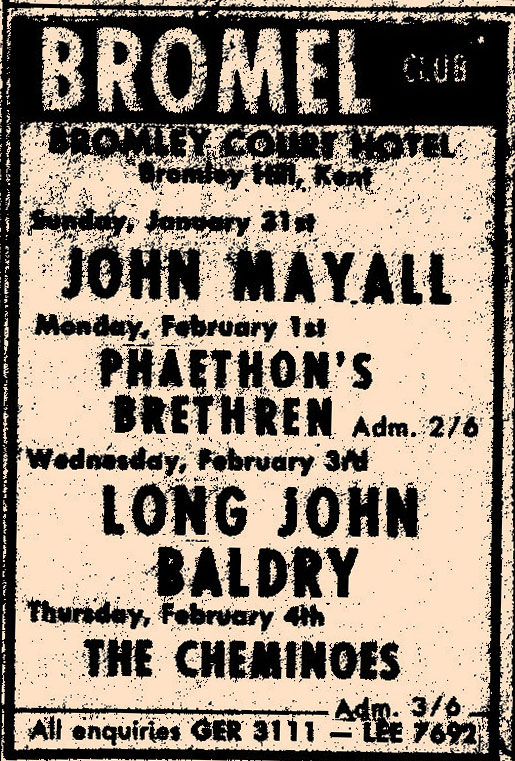 BROMEL CLUB
BROMLEY COURT HOTEL
Bromley Hill, Kent
Sunday, January 31st
JOHN MAYALL
Monday, February 1st
PHAETHON'S
BRETHREN Adm. 2/6
Wednesday, February 3rd
LONG JOHN
BALDRY
Thursday, February 4th
THE CHEMINOES
Adm. 3/6
All enquiries GER 3111 — LEE 7692